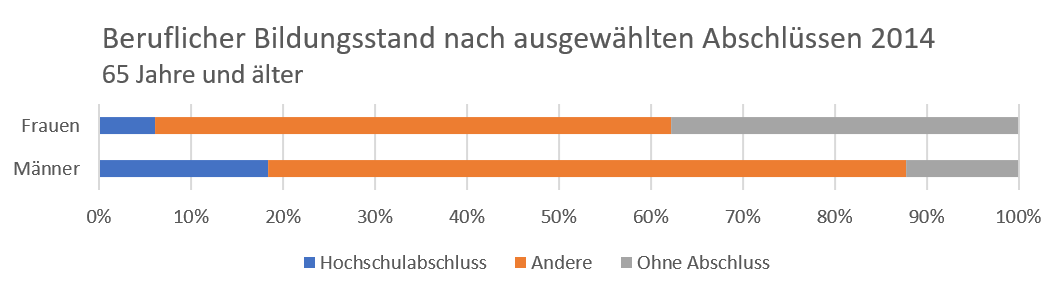 Beruflicher Bildungsstand nach ausgewählten Abschlüssen 2014
65 Jahre und älter
Frauen
Männer
0% 10% 20% 30% 40% 50% 60% 70% 80% 90% 100%
Hochschulabschluss Andere Ohne Abschluss